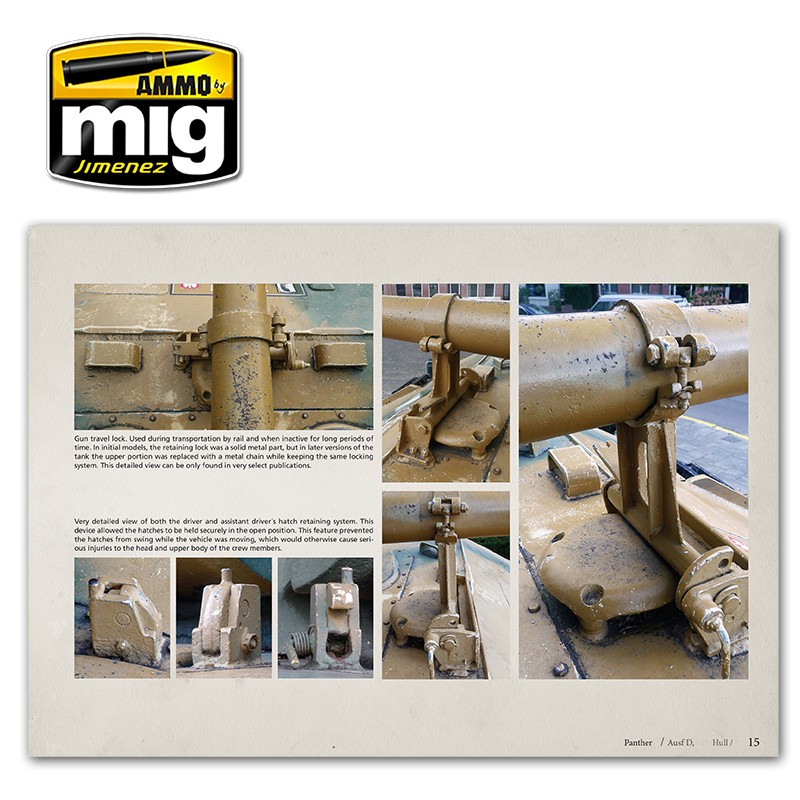 AMMO by
mig
Jimenez
Gun travel lock. Used during transportation by rail and when inactive for long periods of
time. In initial models, the retaining lock was a solid metal part, but in later versions of the
tank the upper portion was replaced with a metal chain while keeping the same locking
system. This detailed view can be only found in very select publications.
Very detailed view of both the driver and assistant driver´s hatch retaining system. This
device allowed the hatches to be held securely in the open position. This feature prevented
the hatches from swing while the vehicle was moving, which would otherwise cause seri-
ous injuries to the head and upper body of the crew members.
Panther / Ausf D, Hull / 15